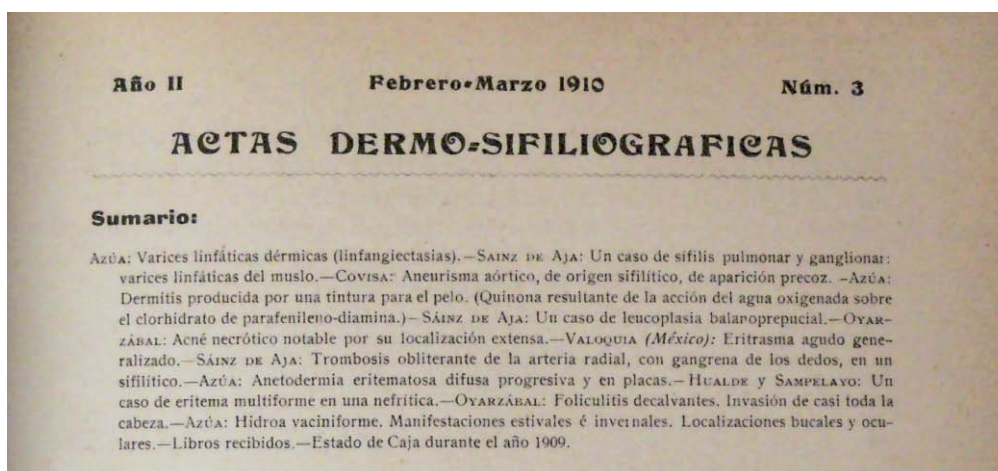 Año II Febrero-Marzo 1910 Núm. 3
ACTAS DERMO-SIFILIOGRAFICAS
Sumario:
AZÚA: Varices linfáticas dérmicas (linfangiectasias).—SAINZ DE AJA: Un caso de sífilis pulmonar y ganglionar:
varices linfáticas del muslo.—COVISA: Aneurisma aórtico, de origen sifilítico, de aparición precoz. –AZÚA:
Dermitis producida por una tintura para el pelo. (Quinona resultante de la acción del agua oxigenada sobre
el clorhidrato de parafenileno-diamina.)—SÁINZ DE AJA: Un caso de leucoplasia balanoprepucial.—OYAR-
ZÁBAL: Acné necrótico notable por su localización extensa.—VALOQUIA (México): Eritrasma agudo gene-
ralizado.—SÁINZ DE AJA: Trombosis obliterante de la arteria radial, con gangrena de los dedos, en un
sifilítico.—AZÚA: Anetodermia eritematosa difusa progresiva y en placas.—HUALDE Y SAMPELAYO: Un
caso de eritema multiforme en una nefrítica.—OYARZÁBAL: Foliculitis decalvantes. Invasión de casi toda la
cabeza.—AZÚA: Hidroa vaciniforme. Manifestaciones estivales é invernales. Localizaciones bucales y ocu-
lares.—Libros recibidos.—Estado de Caja durante el año 1909.